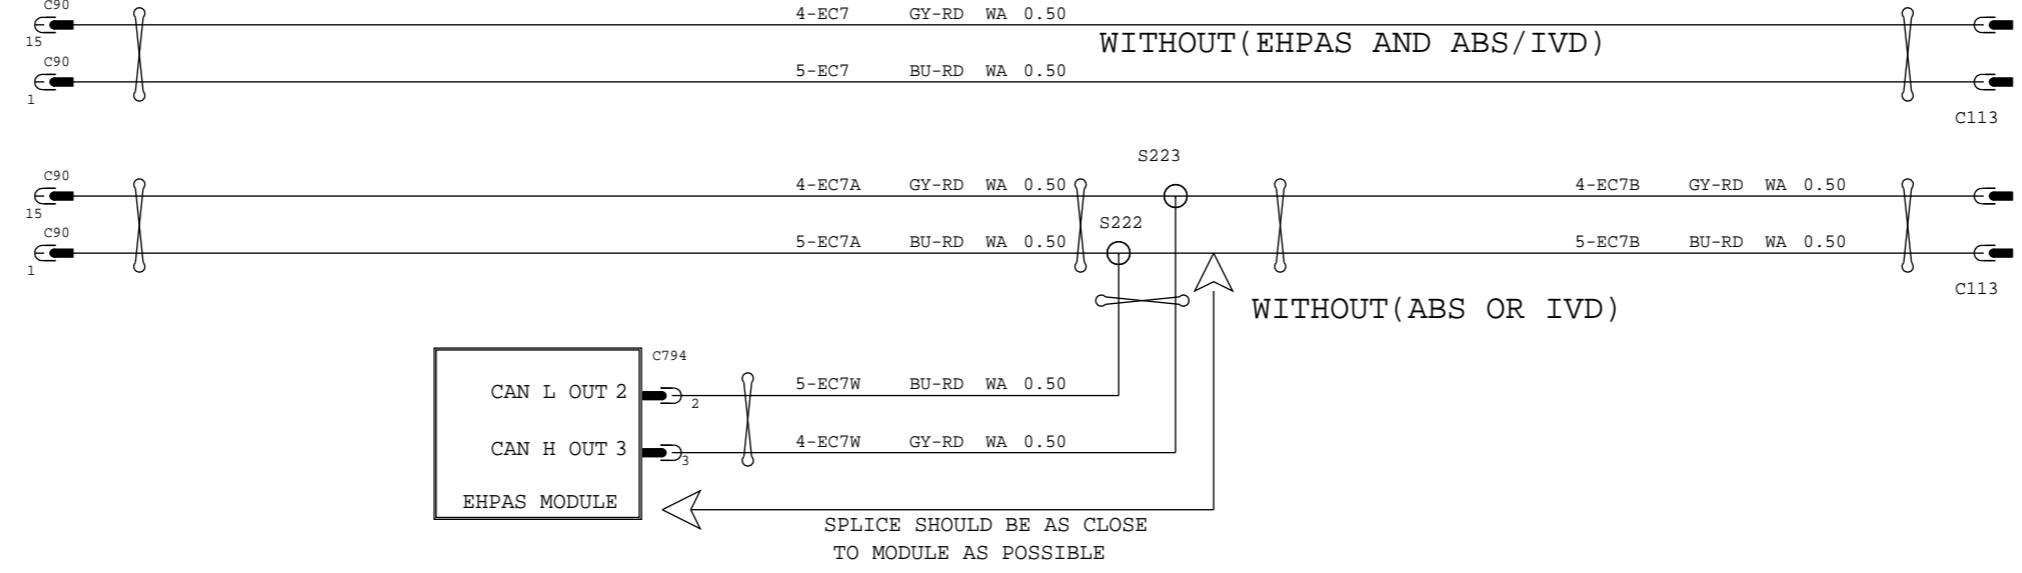 C90 4-EC7 GY-RD WA 0.50
15
WITHOUT(EHPAS AND ABS/IVD)
C90 5-EC7 BU-RD WA 0.50
1
C113
S223
C90 4-EC7A GY-RD WA 0.50 4-EC7B GY-RD WA 0.50
15
S222
C90 5-EC7A BU-RD WA 0.50 5-EC7B BU-RD WA 0.50
1
C113
WITHOUT(ABS OR IVD)
C794
CAN L OUT 2 5-EC7W BU-RD WA 0.50
2
CAN H OUT 3 4-EC7W GY-RD WA 0.50
3
EHPAS MODULE
SPLICE SHOULD BE AS CLOSE
TO MODULE AS POSSIBLE